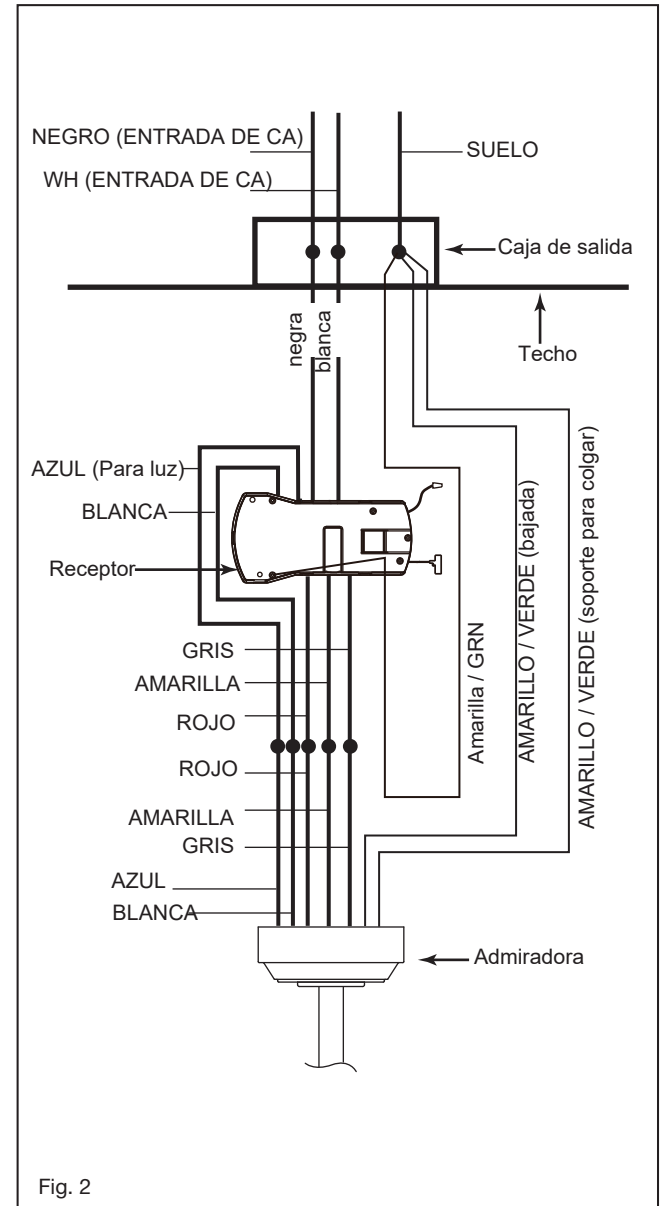 NEGRO (ENTRADA DE CA)
SUELO
WH (ENTRADA DE CA)
Caja de salida
negra
blanca
Techo
AZUL (Para luz)
BLANCA
Receptor
Amarilla / GRN
AMARILLO / VERDE (bajada)
AMARILLO / VERDE (soporte para colgar)
GRIS
AMARILLA
ROJO
ROJO
AMARILLA
GRIS
AZUL
BLANCA
Admiradora
Fig. 2